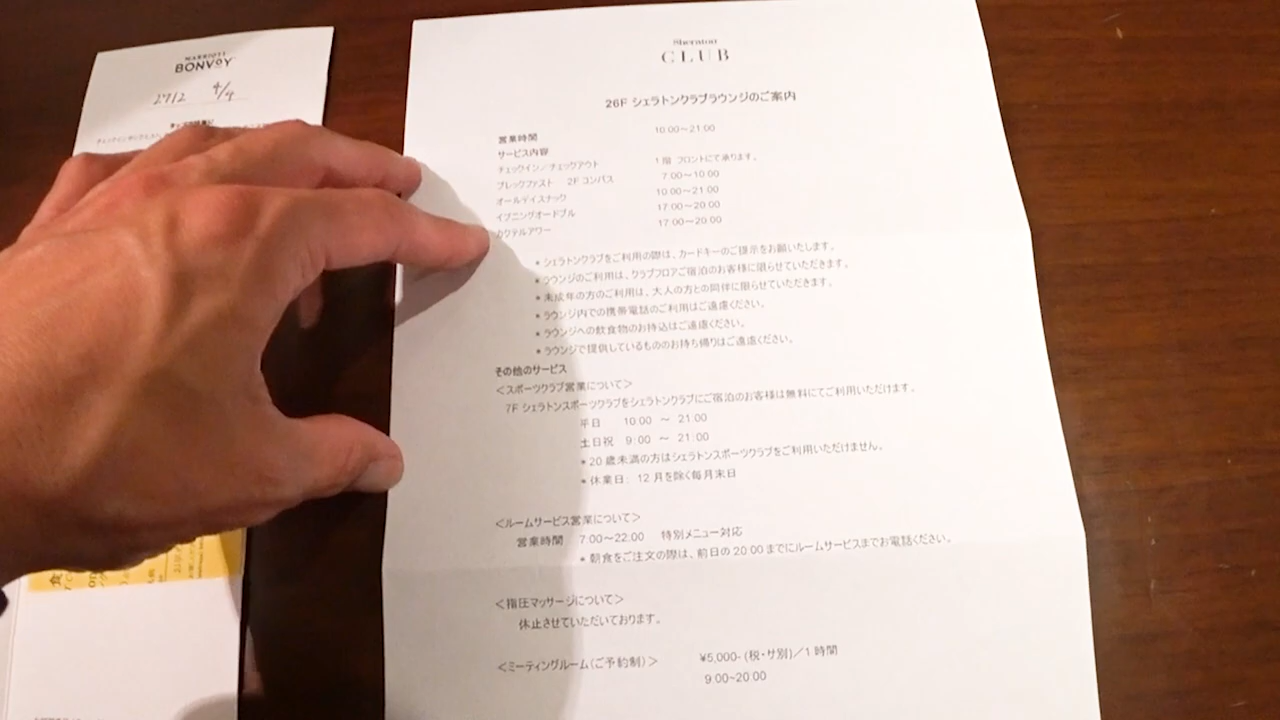 MARRIOTT
BONVOY
2712 4/4
Sheraton
CLUB
26F シェラトンクラブラウンジのご案内
営業時間 10:00～21:00
サービス内容
チェックイン／チェックアウト 1階 フロントにて承ります。
ブレックファスト 2F コンパス 7:00～10:00
オールデイスナック 10:00～21:00
イブニングオードブル 17:00～20:00
カクテルアワー 17:00～20:00
* シェラトンクラブをご利用の際は、カードキーのご提示をお願いいたします。
* ラウンジのご利用は、クラブフロアご宿泊のお客様に限らせていただきます。
* 未成年の方のご利用は、大人の方との同伴に限らせていただきます。
* ラウンジ内での携帯電話のご利用はご遠慮ください。
* ラウンジへの飲食物のお持込はご遠慮ください。
* ラウンジで提供しているもののお持ち帰りはご遠慮ください。
その他のサービス
＜スポーツクラブ営業について＞
7F シェラトンスポーツクラブをシェラトンクラブにご宿泊のお客様は無料にてご利用いただけます。
平日 10:00 ～ 21:00
土日祝 9:00 ～ 21:00
* 20歳未満の方はシェラトンスポーツクラブをご利用いただけません。
* 休業日: 12月を除く毎月末日
＜ルームサービス営業について＞
営業時間 7:00～22:00 特別メニュー対応
* 朝食をご注文の際は、前日の20:00までにルームサービスまでお電話ください。
＜指圧マッサージについて＞
休止させていただいております。
＜ミーティングルーム（ご予約制）＞ ¥5,000-(税・サ別)／1時間
9:00~20:00